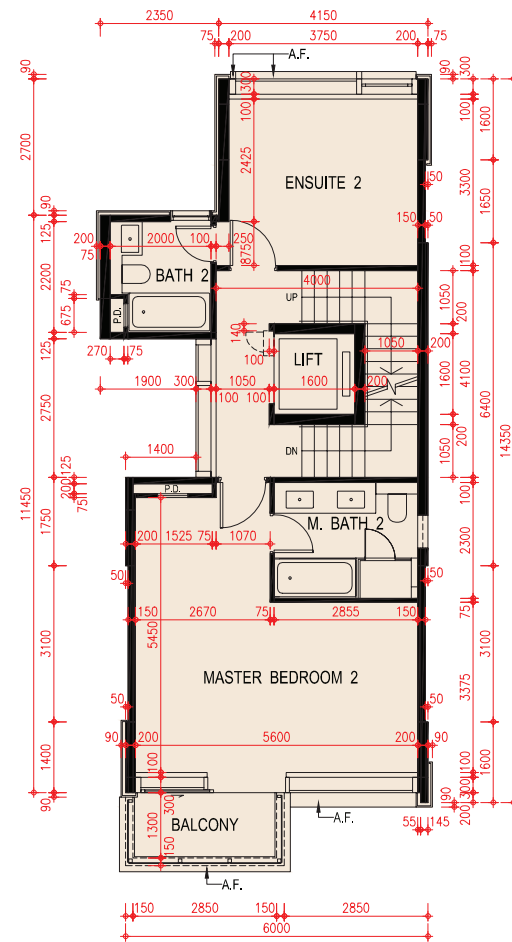 2350 4150
75 200 3750 200 75
A.F.
90 300 90 300
100 100
2700 1600
2425 3300
ENSUITE 2 50
1650
90 150 50
125 200 2000 100 250
75 875 100
2200 BATH 2
4000
75 UP 1050 1050
675 P.D. 140 200
125 270 75 100 LIFT 1050 200
1600 4100 6400
1900 300 1050 1600 200
100 100
2750 14350
1400 DN 1050 200
125
200 P.D. 100
75
11450 1750 M. BATH 2 2300
200 1525 75 1070
50 50
150 2670 75 2855 150 75
5450
3100 3100
MASTER BEDROOM 2
3375
50 50
90 200 5600 200 90
1400 100 100 1600
300 300
90 90 200
1300 BALCONY A.F. 55 145
150
A.F.
150 2850 150 2850
6000